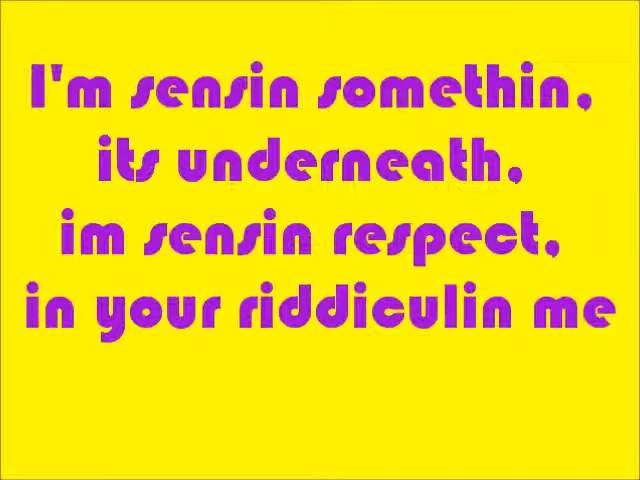 I'm sensin somethin,
its underneath,
im sensin respect,
in your riddiculin me